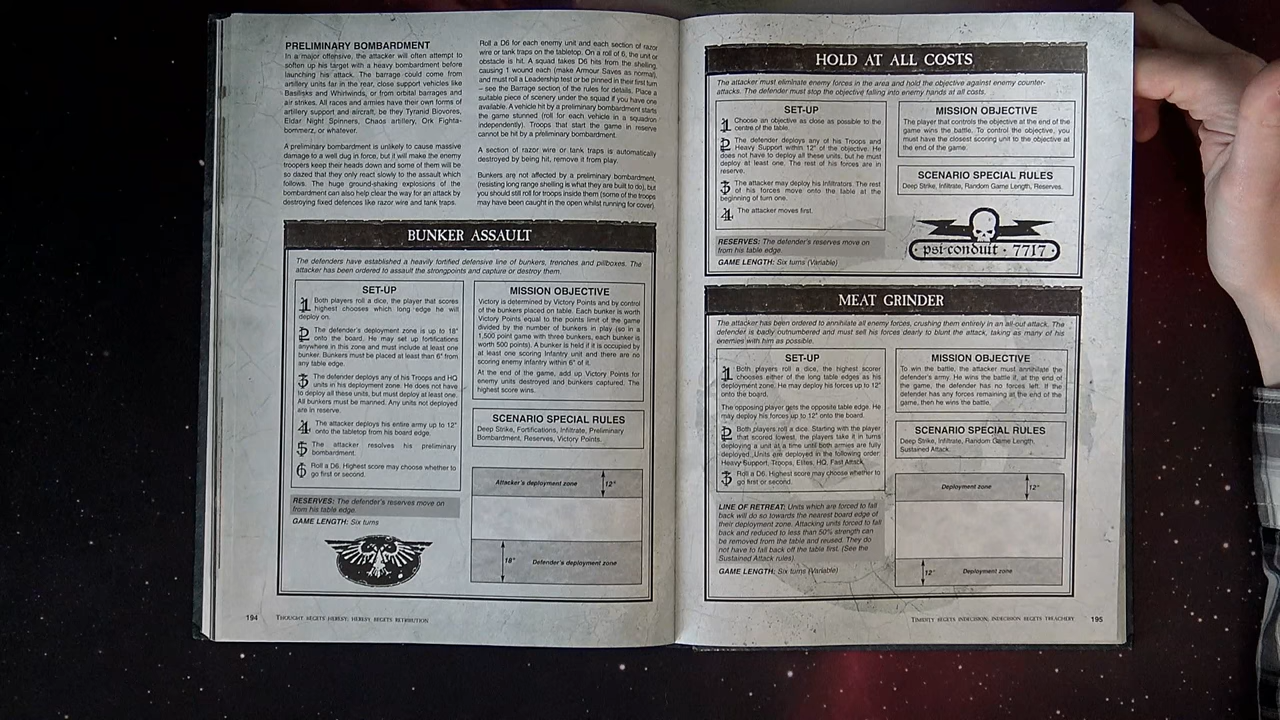 PRELIMINARY BOMBARDMENT
In a major offensive, the attacker will often attempt to
soften up his target with a heavy bombardment before
launching his attack. The barrage could come from
artillery units far in the rear, close support vehicles like
Basilisks and Whirlwinds, or from orbital barrages and
air strikes. All races and armies have their own forms of
artillery support and aircraft, be they Tyranid Biovores,
Eldar Night Spinners, Chaos artillery, Ork Fighta-
bommerz, or whatever.
A preliminary bombardment is unlikely to cause massive
damage to a well dug in force, but it will make the enemy
troopers keep their heads down and some of them will be
so dazed that they only react slowly to the assault which
follows. The huge ground-shaking explosions of the
bombardment can also help clear the way for an attack by
destroying fixed defences like razor wire and tank traps.
Roll a D6 for each enemy unit and each section of razor
wire or tank traps on the tabletop. On a roll of 6, the unit or
obstacle is hit. A squad takes D6 hits from the shelling,
causing 1 wound each (make Armour Saves as normal),
and must roll a Leadership test or be pinned in their first turn
– see the Barrage section of the rules for details. Place a
suitable piece of scenery under the squad if you have one
available. A vehicle hit by a preliminary bombardment starts
the game stunned (roll for each vehicle in a squadron
independently). Troops that start the game in reserve
cannot be hit by a preliminary bombardment.
A section of razor wire or tank traps is automatically
destroyed by being hit, remove it from play.
Bunkers are not affected by a preliminary bombardment,
(resisting long range shelling is what they are built to do), but
you should still roll for troops inside them (some of the troops
may have been caught in the open whilst running for cover).
BUNKER ASSAULT
The defenders have established a heavily fortified defensive line of bunkers, trenches and pillboxes. The
attacker has been ordered to assault the strongpoints and capture or destroy them.
SET-UP
1 Both players roll a dice, the player that scores
highest chooses which long edge he will
deploy on.
2 The defender's deployment zone is up to 18"
onto the board. He may set up fortifications
anywhere in this zone and must include at least one
bunker. Bunkers must be placed at least 6" from
any table edge.
3 The defender deploys any of his Troops and HQ
units in his deployment zone. He does not have
to deploy all these units, but must deploy at least one.
All bunkers must be manned. Any units not deployed
are in reserve.
4 The attacker deploys his entire army up to 12"
onto the tabletop from his board edge.
5 The attacker resolves his preliminary
bombardment.
6 Roll a D6. Highest score may choose whether to
go first or second.
RESERVES: The defender's reserves move on
from his table edge.
GAME LENGTH: Six turns
MISSION OBJECTIVE
Victory is determined by Victory Points and by control
of the bunkers placed on table. Each bunker is worth
Victory Points equal to the points limit of the game
divided by the number of bunkers in play (so in a
1,500 point game with three bunkers, each bunker is
worth 500 points). A bunker is held if it is occupied by
at least one scoring Infantry unit and there are no
scoring enemy infantry within 6" of it.
At the end of the game, add up Victory Points for
enemy units destroyed and bunkers captured. The
highest score wins.
SCENARIO SPECIAL RULES
Deep Strike, Fortifications, Infiltrate, Preliminary
Bombardment, Reserves, Victory Points.
Attacker's deployment zone 12"
18" Defender's deployment zone
194 THOUGHT BEGETS HERESY; HERESY BEGETS RETRIBUTION
HOLD AT ALL COSTS
The attacker must eliminate enemy forces in the area and hold the objective against enemy counter-
attacks. The defender must stop the objective falling into enemy hands at all costs.
SET-UP
1 Choose an objective as close as possible to the
centre of the table.
2 The defender deploys any of his Troops and
Heavy Support within 12" of the objective. He
does not have to deploy all these units, but he must
deploy at least one. The rest of his forces are in
reserve.
3 The attacker may deploy his Infiltrators. The rest
of his forces move onto the table at the
beginning of turn one.
4 The attacker moves first.
RESERVES: The defender's reserves move on
from his table edge.
GAME LENGTH: Six turns (Variable)
MISSION OBJECTIVE
The player that controls the objective at the end of the
game wins the battle. To control the objective, you
must have the closest scoring unit to the objective at
the end of the game.
SCENARIO SPECIAL RULES
Deep Strike, Infiltrate, Random Game Length, Reserves.
psi-conduit · 7717
MEAT GRINDER
The attacker has been ordered to annihilate all enemy forces, crushing them entirely in an all-out attack. The
defender is badly outnumbered and must sell his forces dearly to blunt the attack, taking as many of his
enemies with him as possible.
SET-UP
1 Both players roll a dice, the highest scorer
chooses either of the long table edges as his
deployment zone. He may deploy his forces up to 12"
onto the board.
The opposing player gets the opposite table edge. He
may deploy his forces up to 12" onto the board.
2 Both players roll a dice. Starting with the player
that scored lowest, the players take it in turns
deploying a unit at a time until both armies are fully
deployed. Units are deployed in the following order:
Heavy Support, Troops, Elites, HQ, Fast Attack.
3 Roll a D6. Highest score may choose whether to
go first or second.
LINE OF RETREAT: Units which are forced to fall
back will do so towards the nearest board edge of
their deployment zone. Attacking units forced to fall
back and reduced to less than 50% strength can
be removed from the table and reused. They do
not have to fall back off the table first. (See the
Sustained Attack rules)
GAME LENGTH: Six turns (Variable)
MISSION OBJECTIVE
To win the battle, the attacker must annihilate
the defender's army. He wins the battle if, at the end of
the game, the defender has no forces left. If the
defender has any forces remaining at the end of the
game, then he wins the battle.
SCENARIO SPECIAL RULES
Deep Strike, Infiltrate, Random Game Length,
Sustained Attack.
Deployment zone 12"
12" Deployment zone
TIMIDITY BEGETS INDECISION, INDECISION BEGETS TREACHERY 195